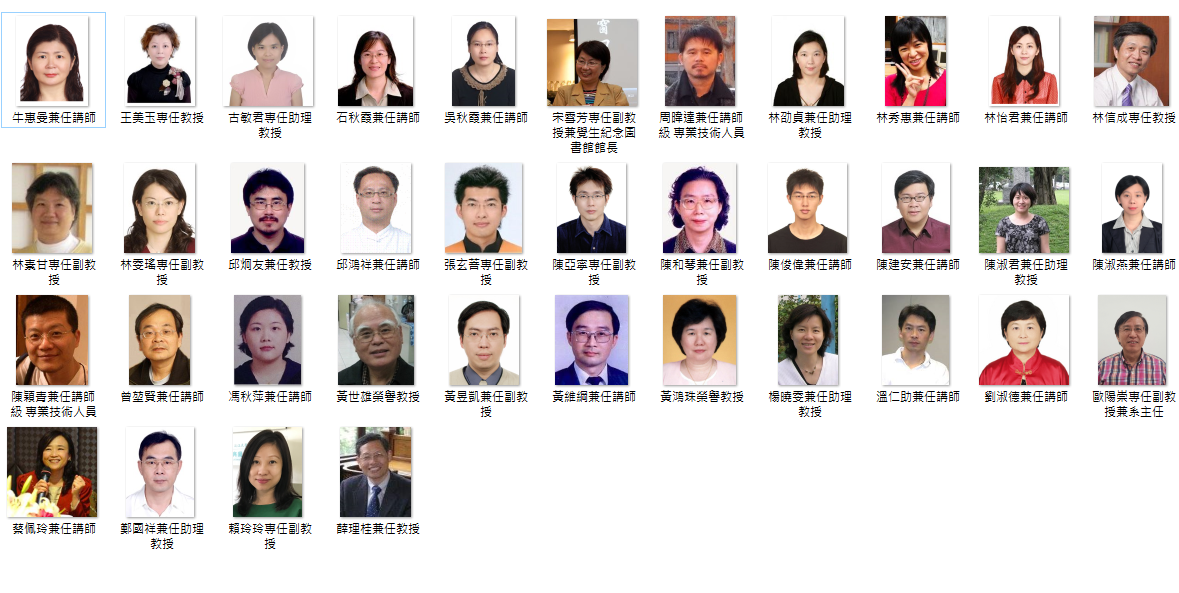 牛惠曼兼任講師
王美玉專任教授
古敏君專任助理
教授
石秋霞兼任講師
吳秋霞兼任講師
宋雪芳專任副教
授兼覺生紀念圖
書館館長
周暐達兼任講師
級 專業技術人員
林劭貞兼任助理
教授
林秀惠兼任講師
林怡君兼任講師
林信成專任教授
林素甘專任副教
授
林雯瑤專任副教
授
邱炯友兼任教授
邱鴻祥兼任講師
張玄菩專任副教
授
陳亞寧專任副教
授
陳和琴兼任副教
授
陳俊偉兼任講師
陳建安兼任講師
陳淑君兼任助理
教授
陳淑燕兼任講師
陳穎青兼任講師
級 專業技術人員
曾堃賢兼任講師
馮秋萍兼任講師
黃世雄榮譽教授
黃昱凱兼任副教
授
黃維綱兼任講師
黃鴻珠榮譽教授
楊曉雯兼任助理
教授
溫仁助兼任講師
劉淑德兼任講師
歐陽崇榮專任副教
授兼系主任
蔡佩玲兼任講師
鄭國祥兼任助理
教授
賴玲玲專任副教
授
薛理桂兼任教授